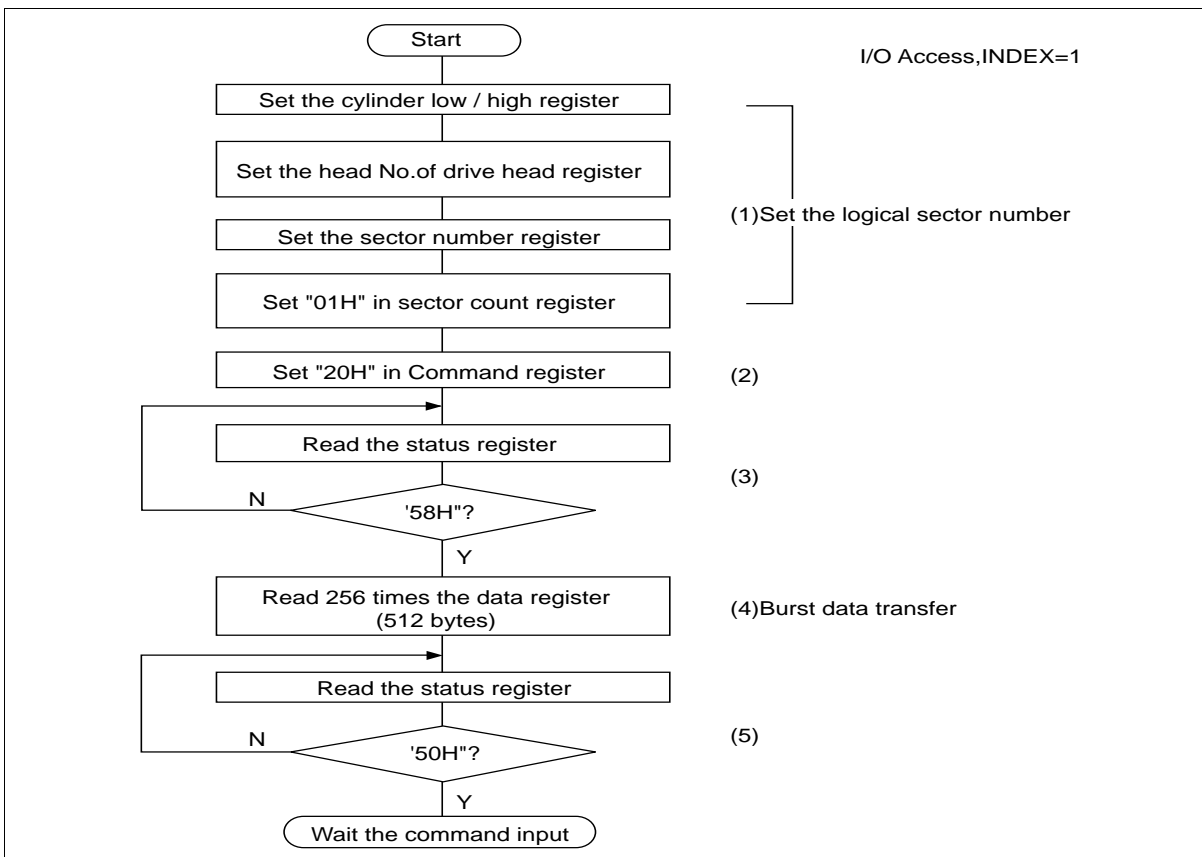 Start
I/O Access,INDEX=1
Set the cylinder low / high register
Set the head No.of drive head register
(1)Set the logical sector number
Set the sector number register
Set "01H" in sector count register
Set "20H" in Command register
(2)
Read the status register
(3)
N
'58H"?
Y
Read 256 times the data register
(512 bytes)
(4)Burst data transfer
Read the status register
(5)
N
'50H"?
Y
Wait the command input